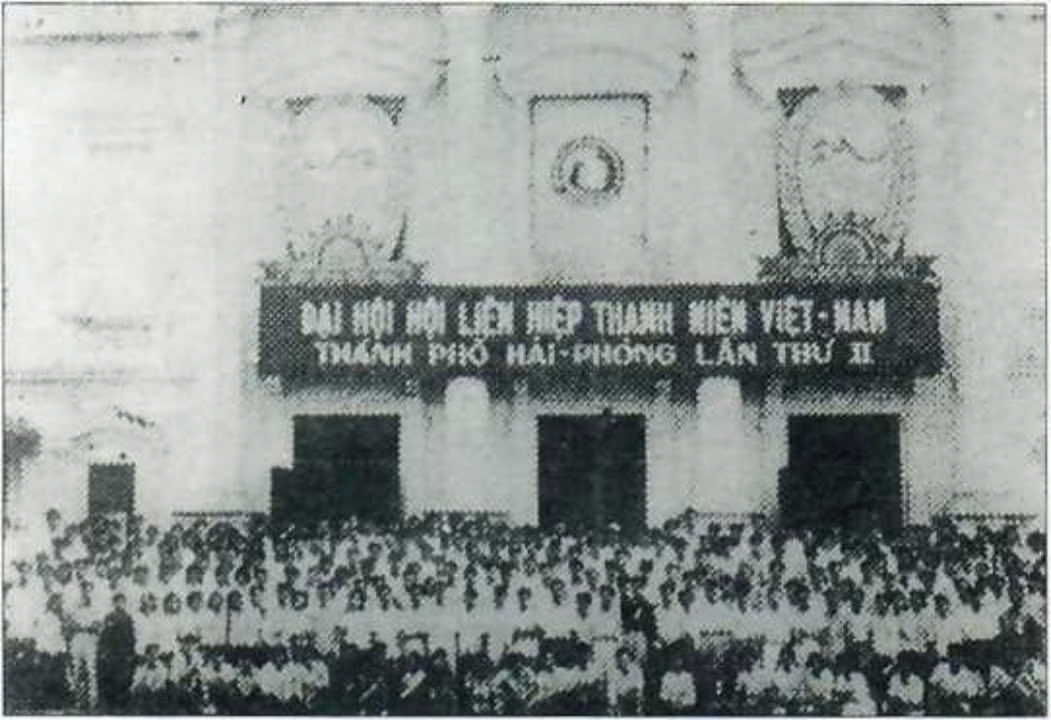 ĐẠI HỘI HỘI LIÊN HIỆP THANH NIÊN VIỆT-NAM
THÀNH PHỐ HẢI-PHÒNG LẦN THỨ II